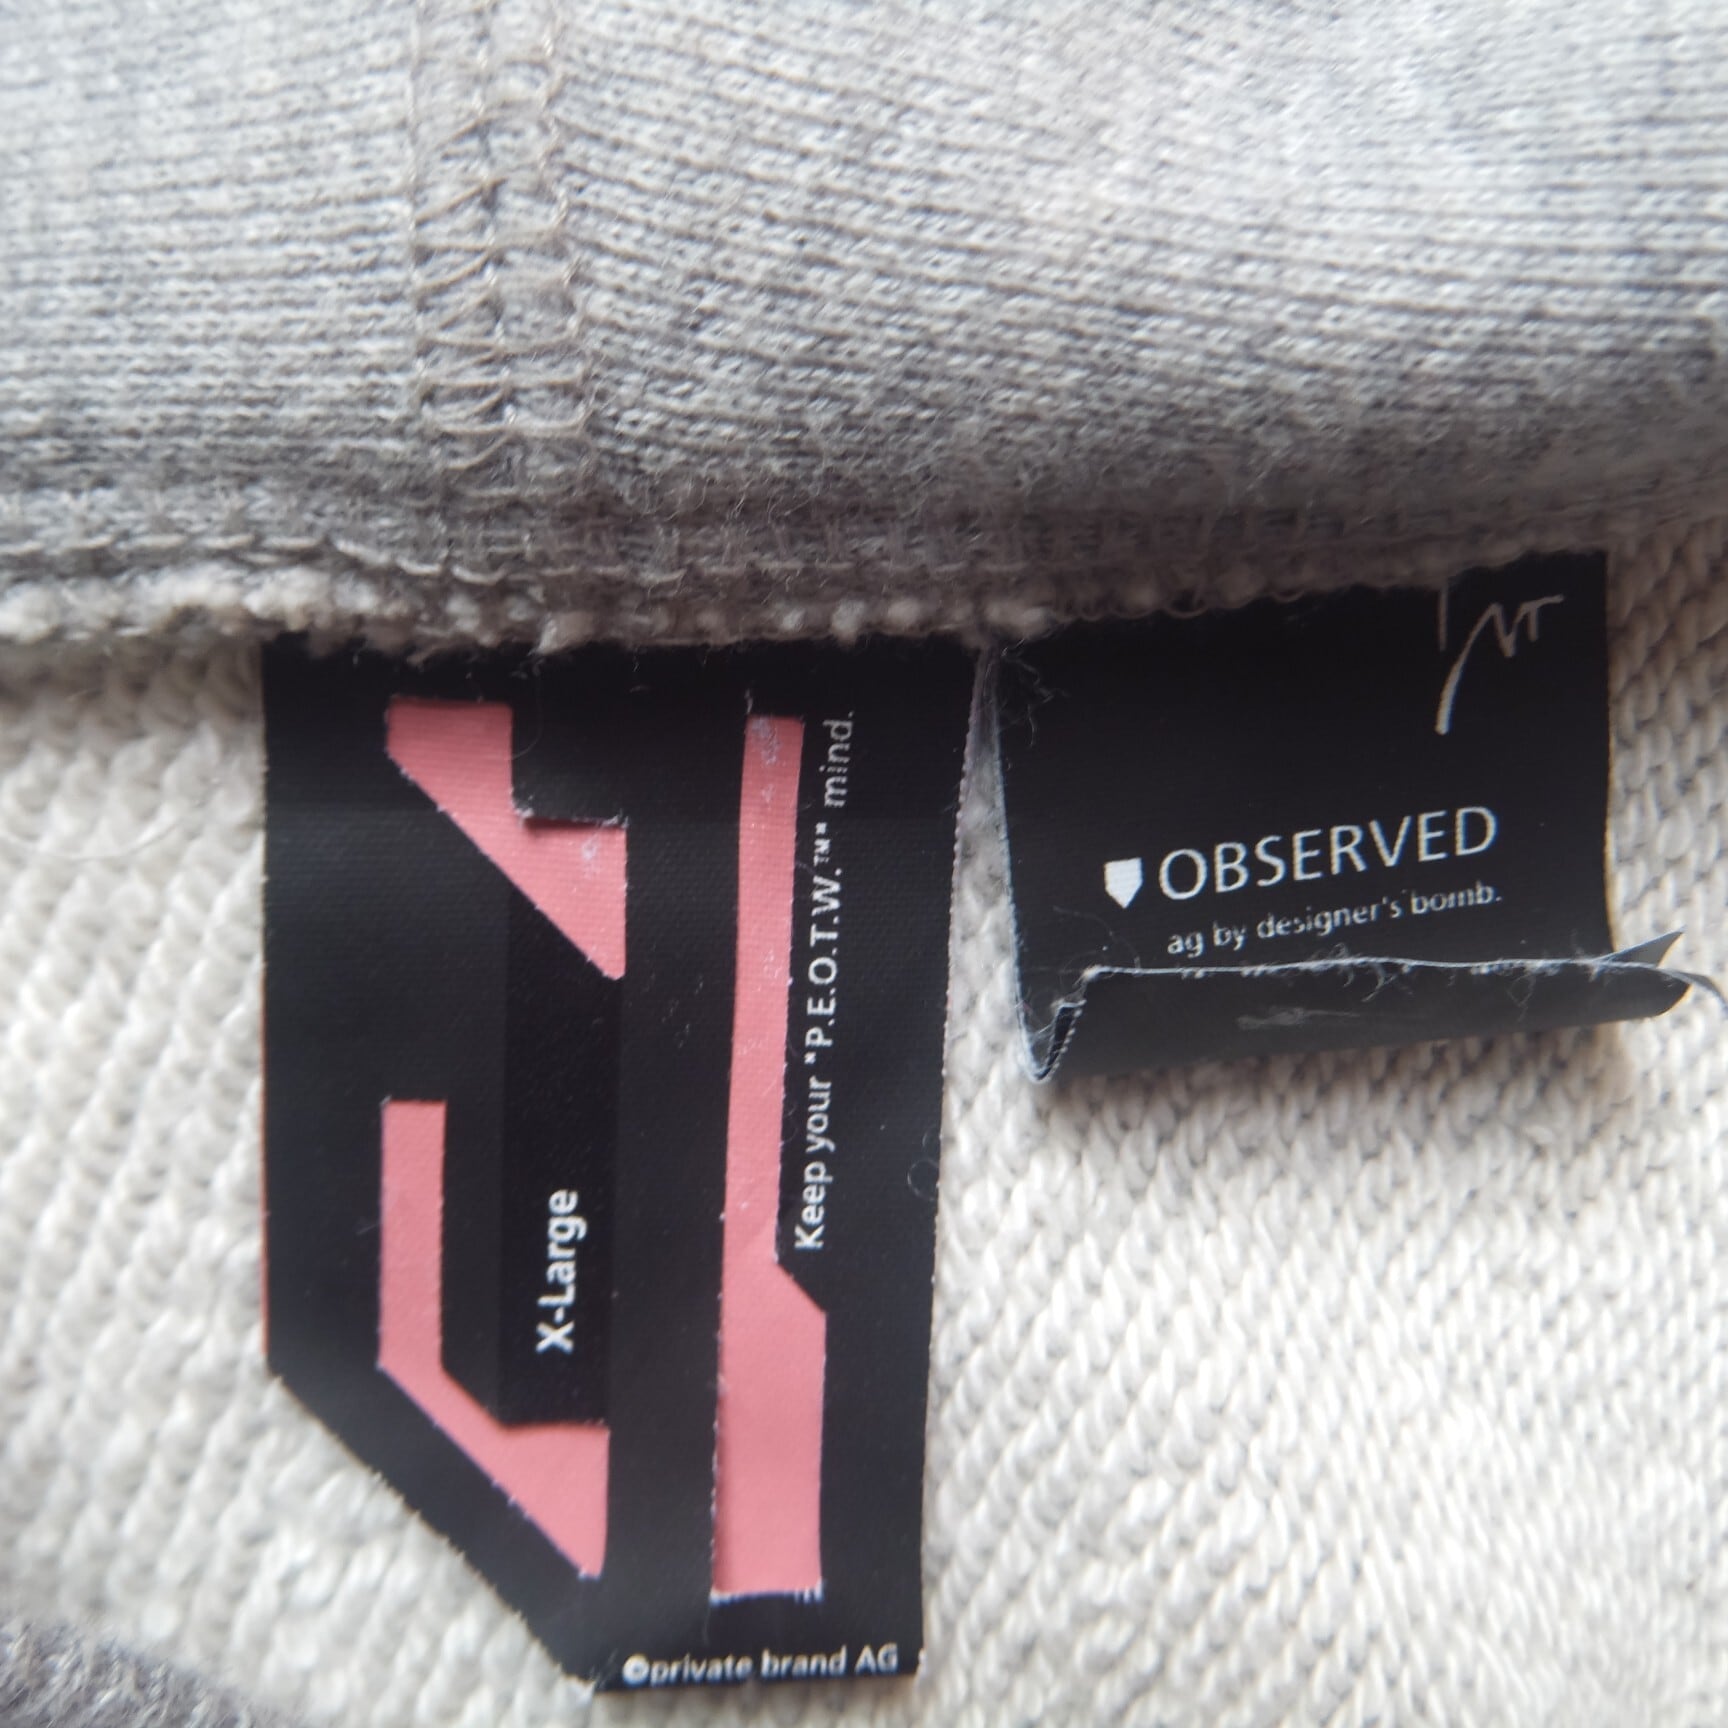 X-Large
Keep your "P.E.O.T.W.™" mind.
private brand AG
OBSERVED
ag by designer's bomb.